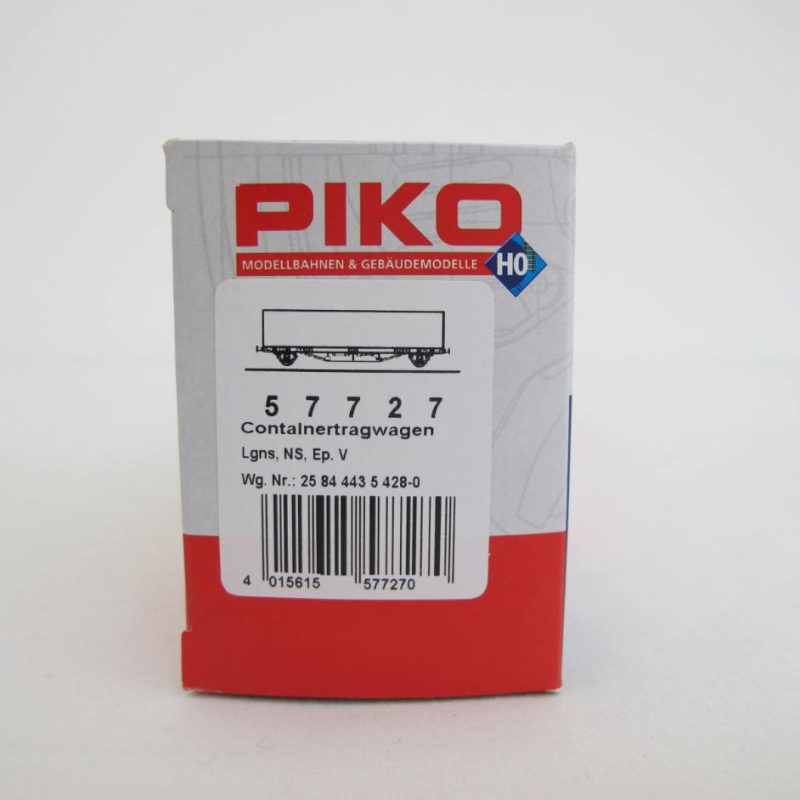 PIKO
MODELLBAHNEN & GEBÄUDEMODELLE
H0
5 7 7 2 7
Containertragwagen
Lgns, NS, Ep. V
Wg. Nr.: 25 84 443 5 428-0
4 015615 577270